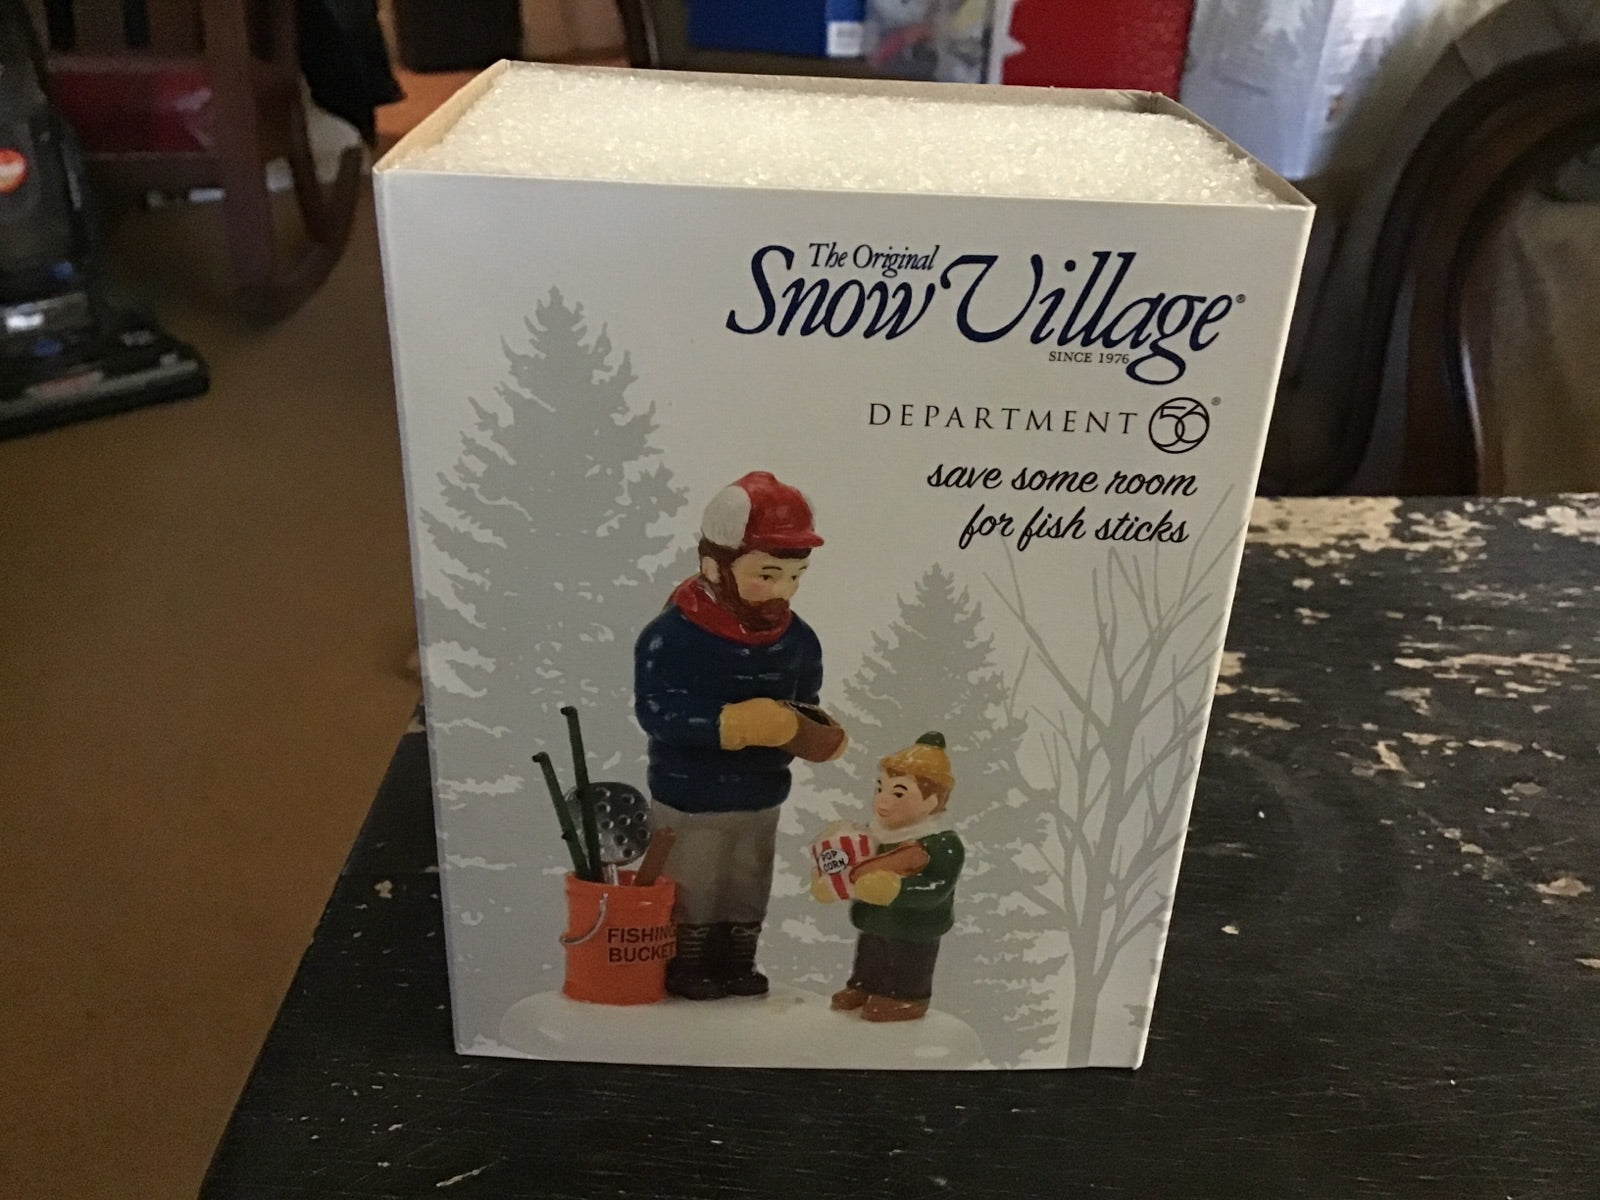 The Original
Snow Village®
SINCE 1976
DEPARTMENT 56®
save some room
for fish sticks
POP
CORN
FISHING
BUCKET